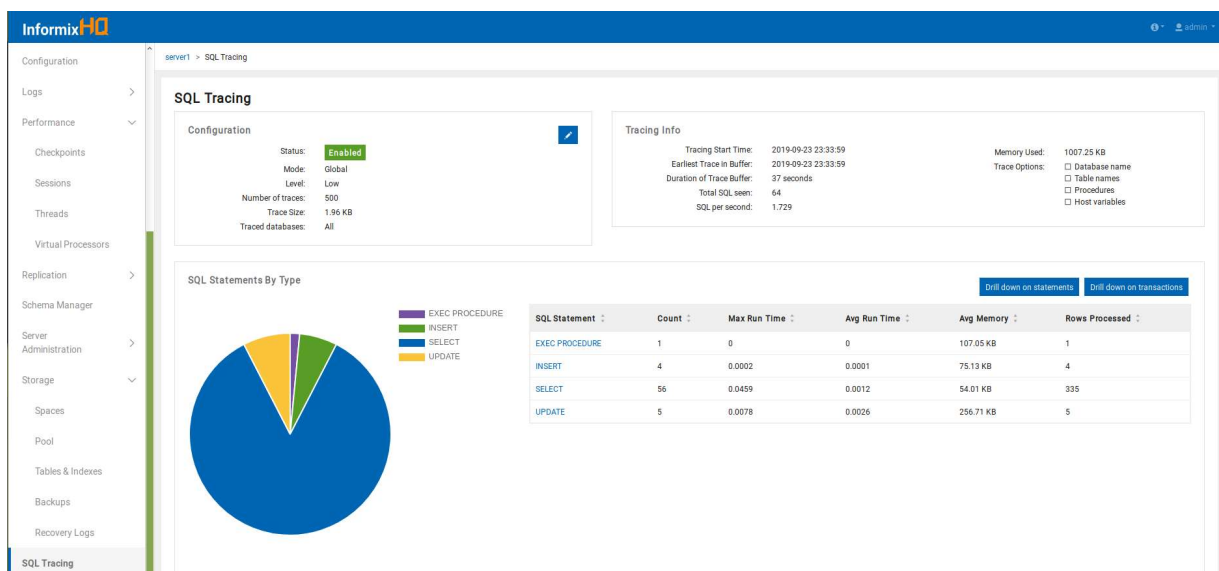 InformixHQ
admin
Configuration
Logs
Performance
Checkpoints
Sessions
Threads
Virtual Processors
Replication
Schema Manager
Server
Administration
Storage
Spaces
Pool
Tables & Indexes
Backups
Recovery Logs
SQL Tracing
server1 > SQL Tracing
SQL Tracing
Configuration
Status: Enabled
Mode: Global
Level: Low
Number of traces: 500
Trace Size: 1.96 KB
Traced databases: All
Tracing Info
Tracing Start Time: 2019-09-23 23:33:59
Earliest Trace in Buffer: 2019-09-23 23:33:59
Duration of Trace Buffer: 37 seconds
Total SQL seen: 64
SQL per second: 1.729
Memory Used: 1007.25 KB
Trace Options: Database name
Table names
Procedures
Host variables
SQL Statements By Type
Drill down on statements Drill down on transactions
EXEC PROCEDURE
INSERT
SELECT
UPDATE
SQL Statement Count Max Run Time Avg Run Time Avg Memory Rows Processed
EXEC PROCEDURE 1 0 0 107.05 KB 1
INSERT 4 0.0002 0.0001 75.13 KB 4
SELECT 56 0.0459 0.0012 54.01 KB 335
UPDATE 5 0.0078 0.0026 256.71 KB 5